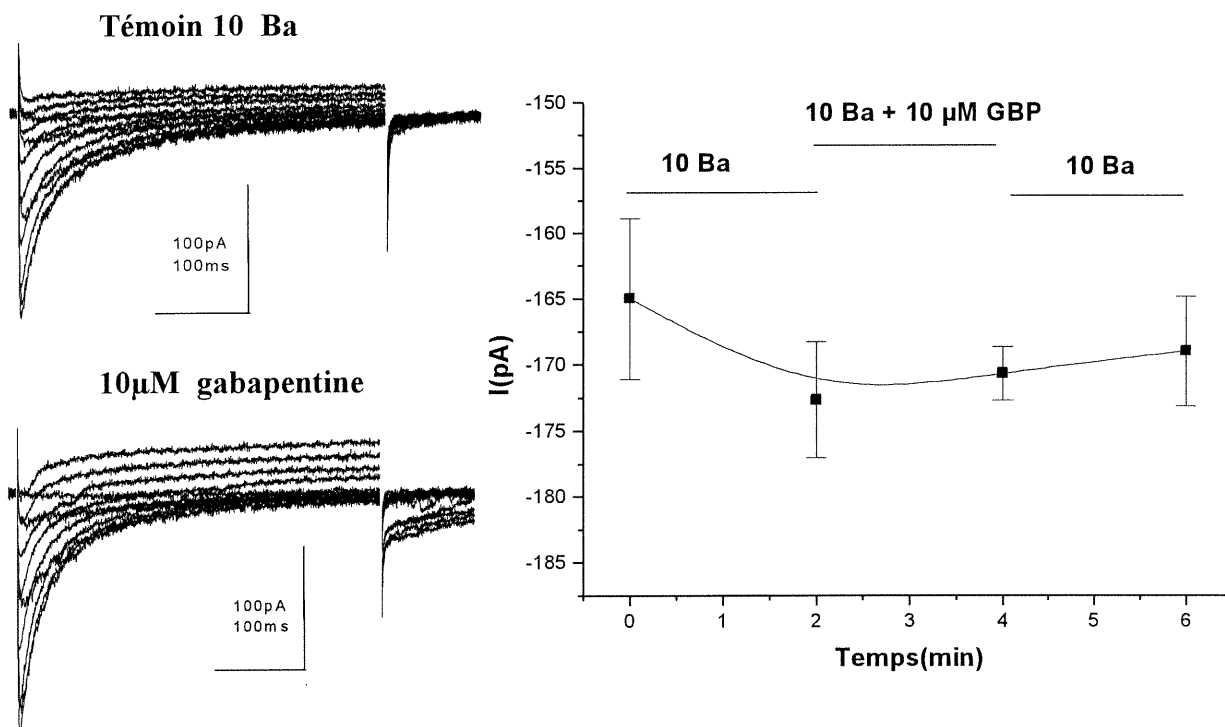 Témoin 10 Ba
100pA
100ms
10µM gabapentine
100pA
100ms
10 Ba + 10 µM GBP
10 Ba
10 Ba
I(pA)
-150
-155
-160
-165
-170
-175
-180
-185
0 1 2 3 4 5 6
Temps(min)